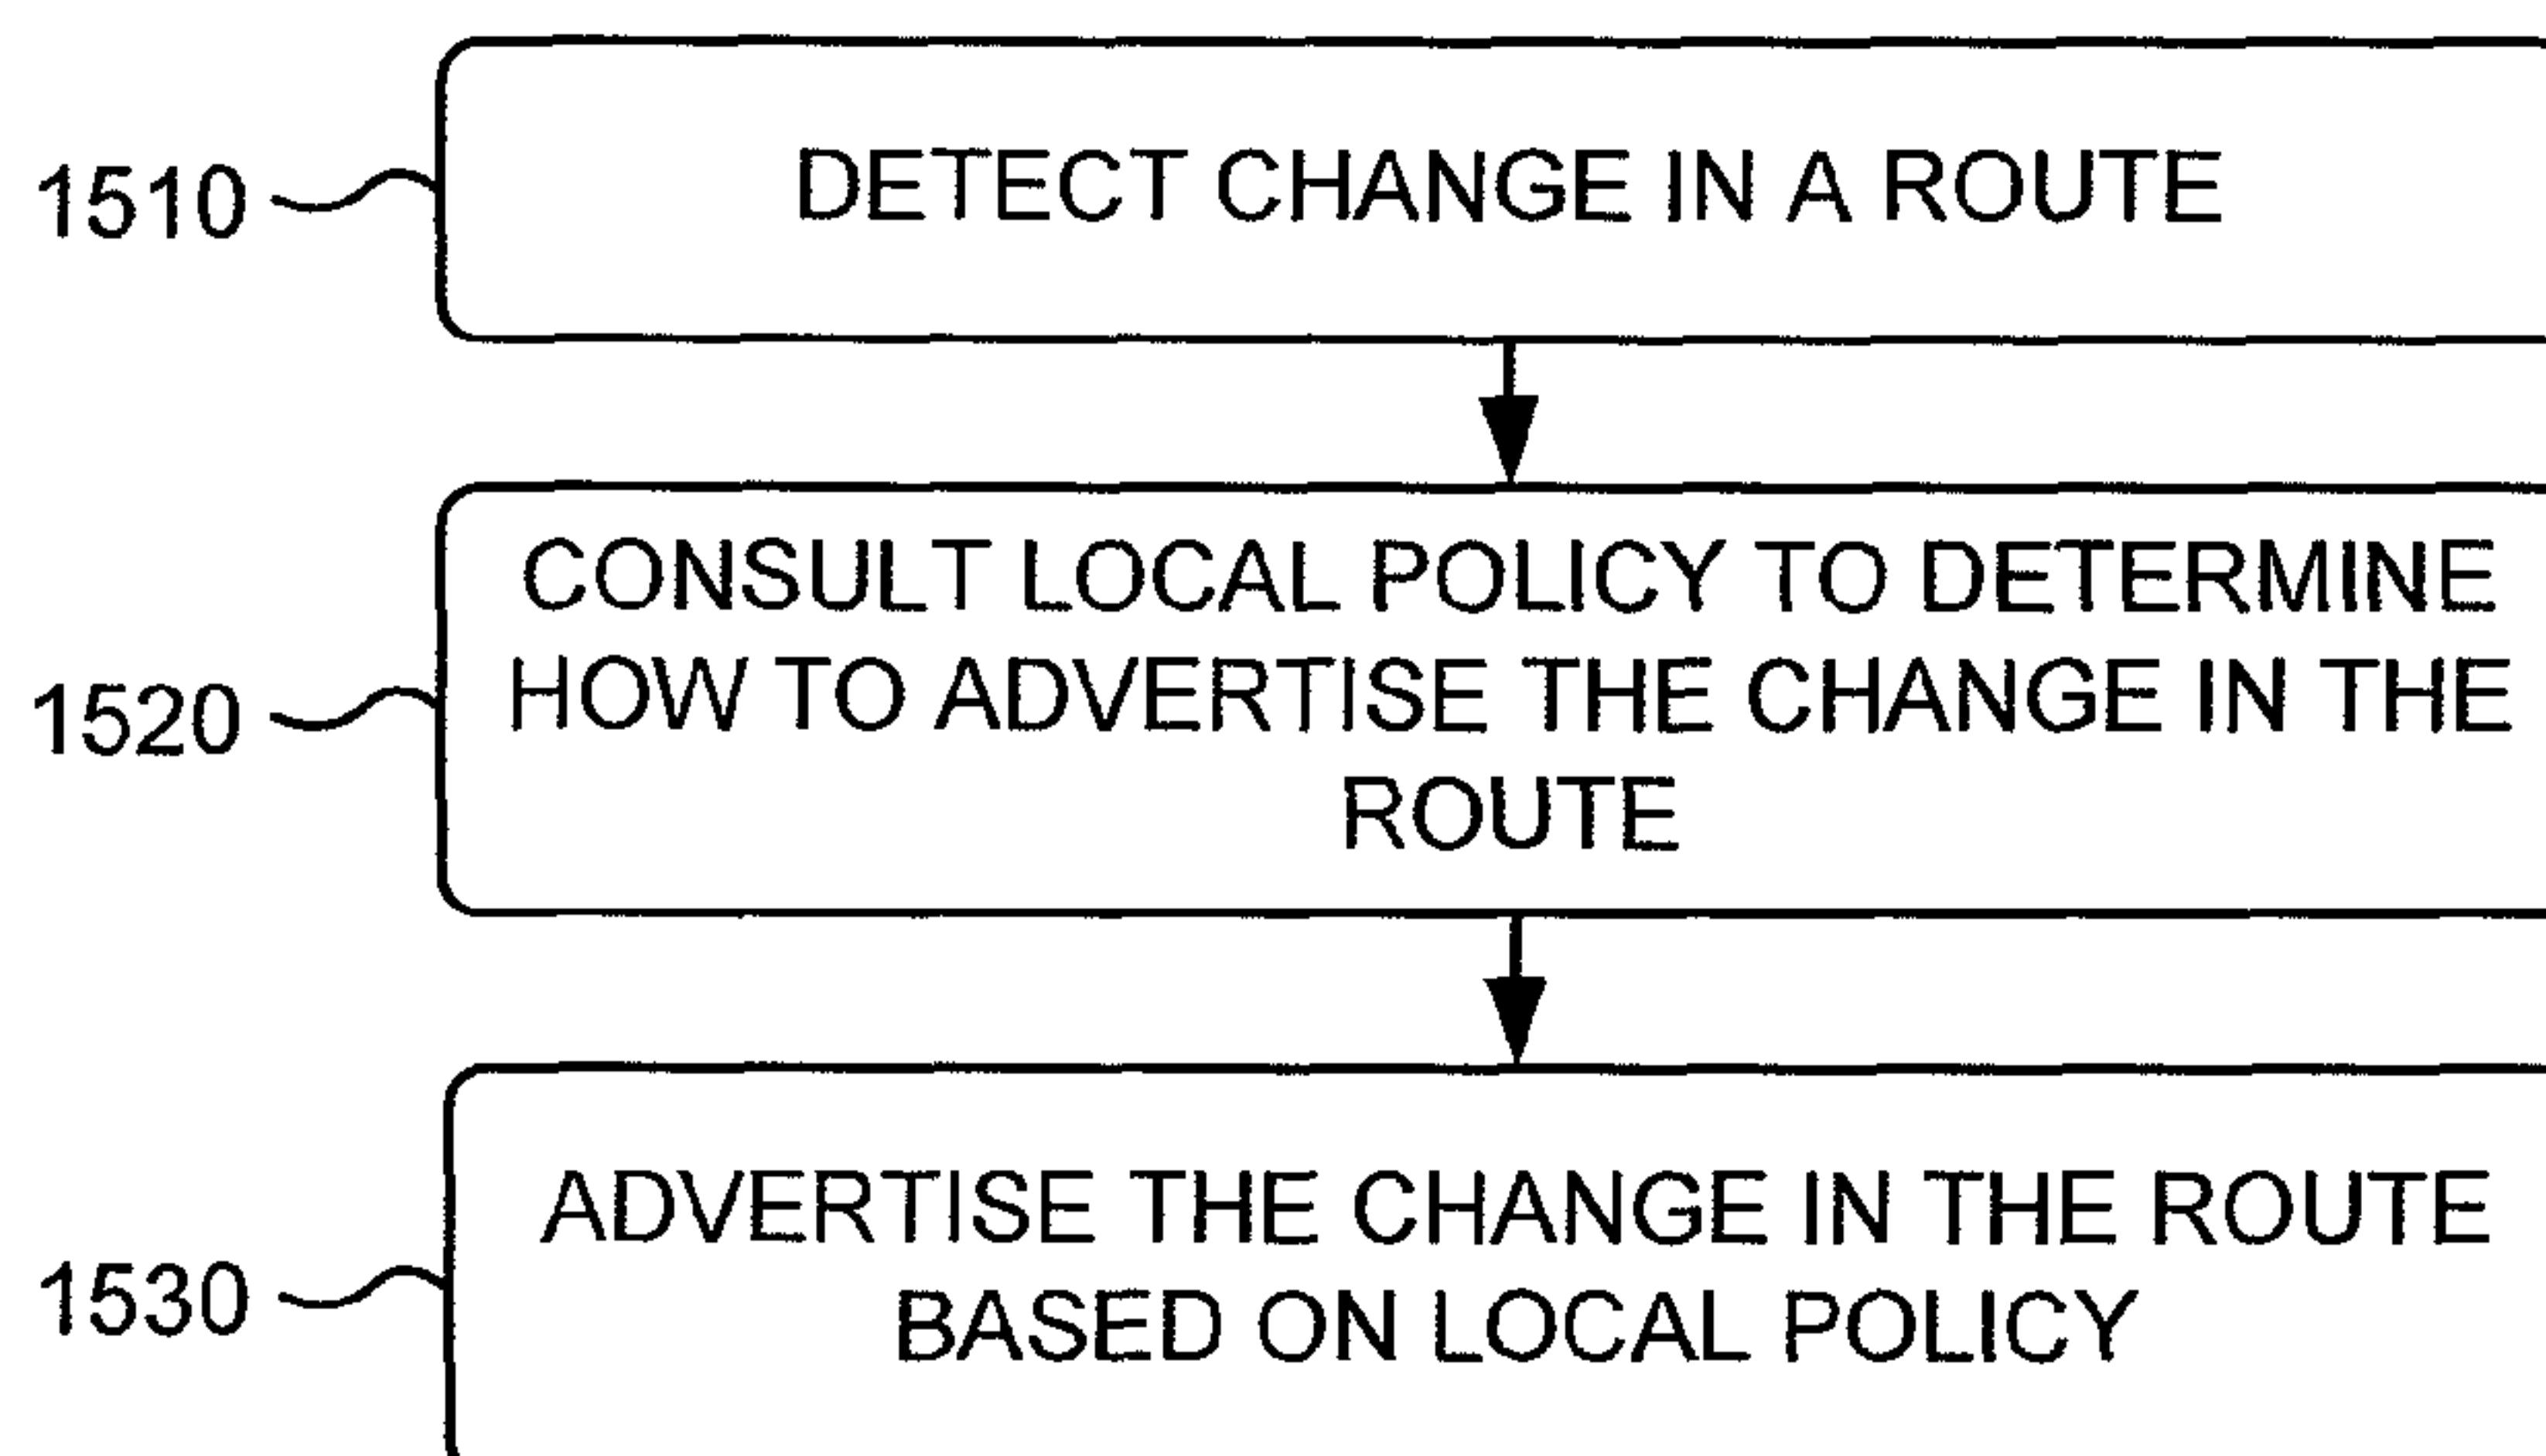 1510
DETECT CHANGE IN A ROUTE
1520
CONSULT LOCAL POLICY TO DETERMINE
HOW TO ADVERTISE THE CHANGE IN THE
ROUTE
1530
ADVERTISE THE CHANGE IN THE ROUTE
BASED ON LOCAL POLICY